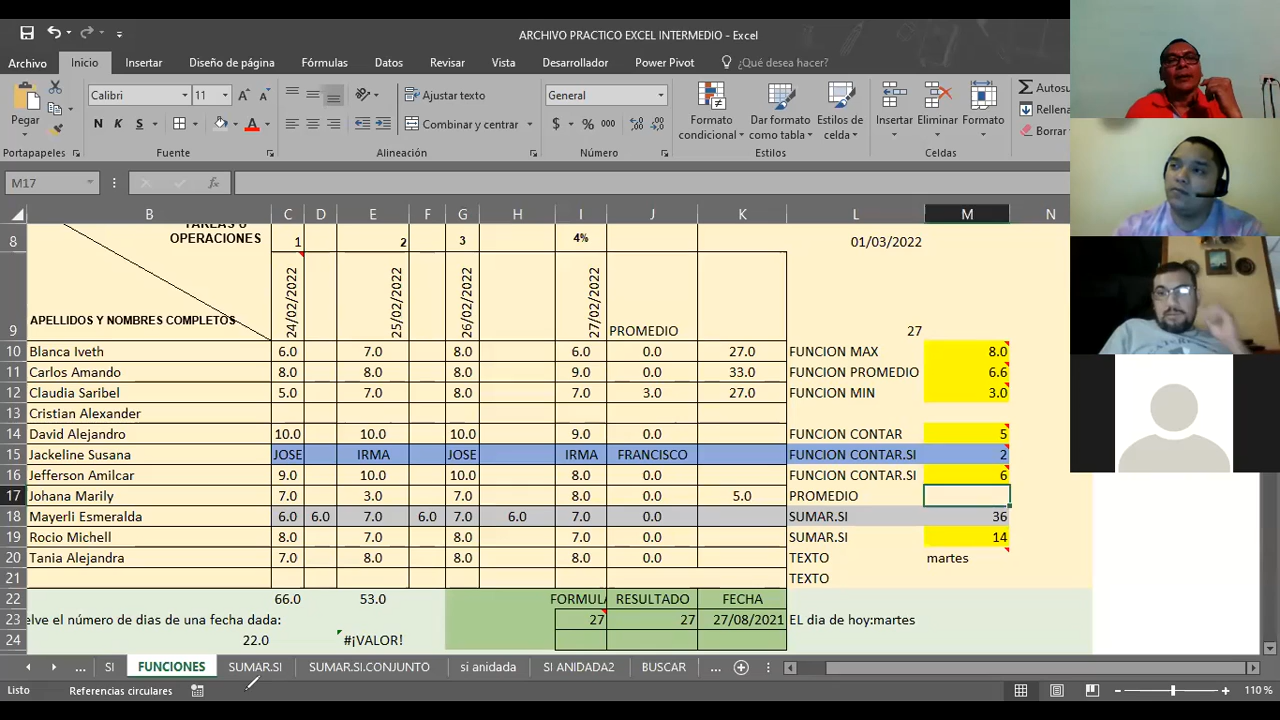 ARCHIVO PRACTICO EXCEL INTERMEDIO - Excel
Archivo Inicio Insertar Diseño de página Fórmulas Datos Revisar Vista Desarrollador Power Pivot ¿Qué desea hacer?
Pegar
Calibri 11
N K S
Ajustar texto
Combinar y centrar
General
$ % 000
Formato condicional
Dar formato como tabla
Estilos de celda
Insertar Eliminar Formato
Autosu
Rellena
Borrar
Portapapeles Fuente Alineación Número Estilos Celdas
M17 fx
B C D E F G H I J K L M N
8 TAREAS U OPERACIONES 1 2 3 4% 01/03/2022
9 APELLIDOS Y NOMBRES COMPLETOS 24/02/2022 25/02/2022 26/02/2022 27/02/2022 PROMEDIO 27
10 Blanca Iveth 6.0 7.0 8.0 6.0 0.0 27.0 FUNCION MAX 8.0
11 Carlos Amando 8.0 8.0 8.0 9.0 0.0 33.0 FUNCION PROMEDIO 6.6
12 Claudia Saribel 5.0 7.0 8.0 7.0 3.0 27.0 FUNCION MIN 3.0
13 Cristian Alexander
14 David Alejandro 10.0 10.0 10.0 9.0 0.0 FUNCION CONTAR 5
15 Jackeline Susana JOSE IRMA JOSE IRMA FRANCISCO FUNCION CONTAR.SI 2
16 Jefferson Amilcar 9.0 10.0 10.0 8.0 0.0 FUNCION CONTAR.SI 6
17 Johana Marily 7.0 3.0 7.0 8.0 0.0 5.0 PROMEDIO
18 Mayerli Esmeralda 6.0 6.0 7.0 6.0 7.0 6.0 7.0 0.0 SUMAR.SI 36
19 Rocio Michell 8.0 7.0 8.0 7.0 0.0 SUMAR.SI 14
20 Tania Alejandra 7.0 8.0 8.0 8.0 0.0 TEXTO martes
21 TEXTO
22 66.0 53.0 FORMULA RESULTADO FECHA
23 elve el número de dias de una fecha dada: 27 27 27/08/2021 EL dia de hoy:martes
24 22.0 #¡VALOR!
... SI FUNCIONES SUMAR.SI SUMAR.SI.CONJUNTO si anidada SI ANIDADA2 BUSCAR ...
Listo Referencias circulares 110 %